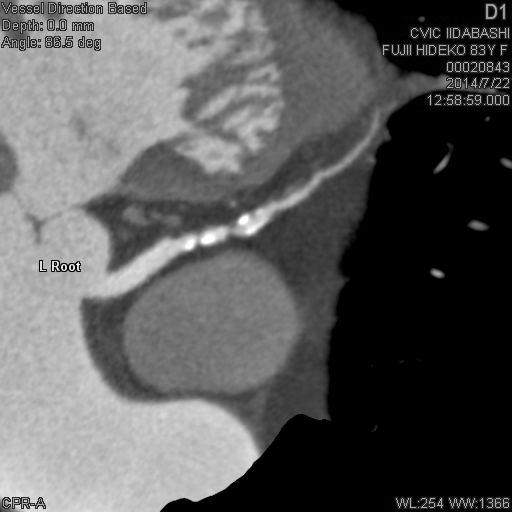 Vessel Direction Based
Depth: 0.0 mm
Angle: 86.5 deg
D1
CVIC IIDABASHI
FUJII HIDEKO 83Y F
00020843
2014/7/22
12:58:59.000
L Root
CPR-A
WL:254 WW:1366